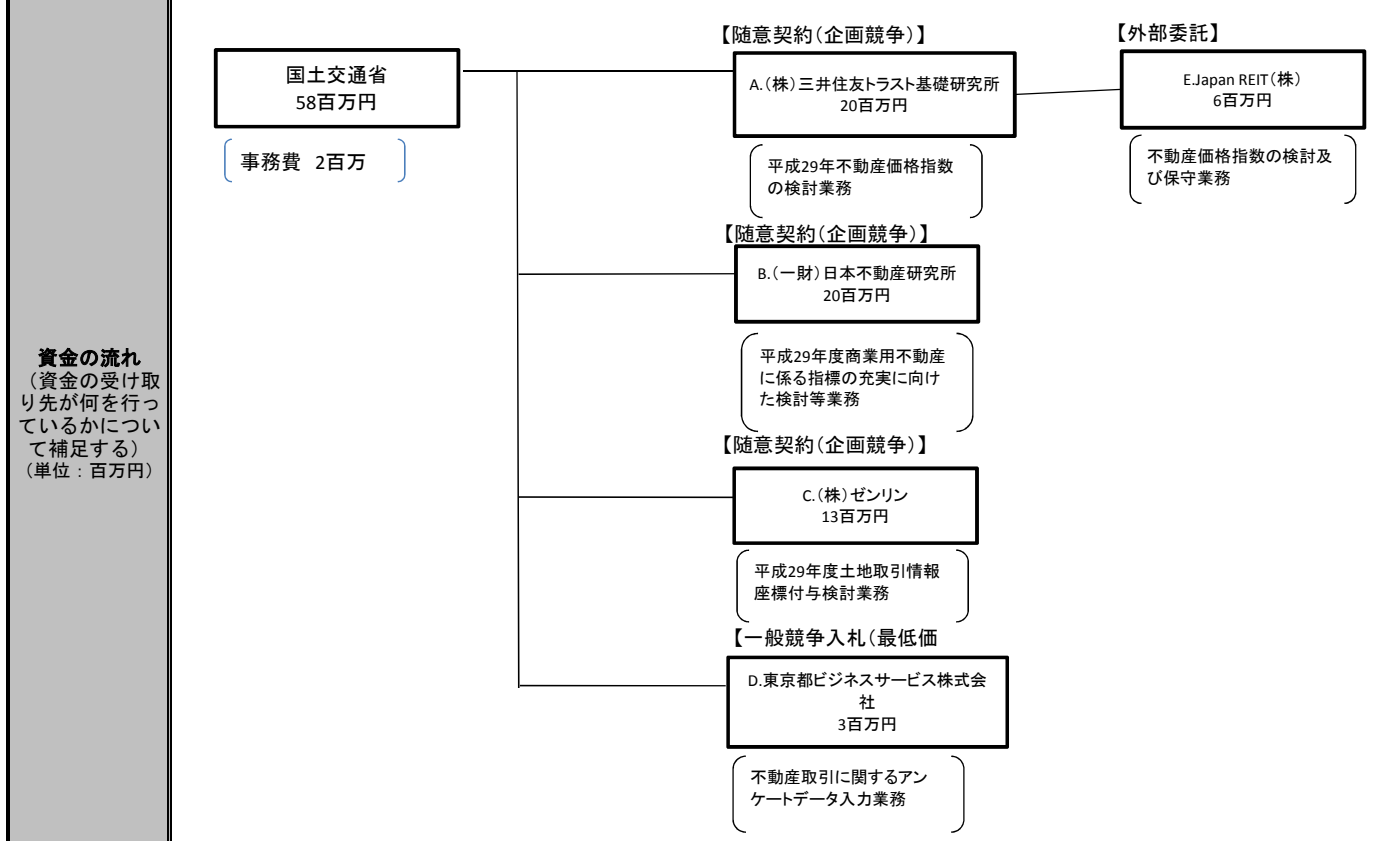 資金の流れ
（資金の受け取
り先が何を行っ
ているかについ
て補足する）
（単位：百万円）
国土交通省
58百万円
事務費 2百万
【随意契約（企画競争）】
A.（株）三井住友トラスト基礎研究所
20百万円
平成29年不動産価格指数
の検討業務
【外部委託】
E.Japan REIT（株）
6百万円
不動産価格指数の検討及
び保守業務
【随意契約（企画競争）】
B.（一財）日本不動産研究所
20百万円
平成29年度商業用不動産
に係る指標の充実に向け
た検討等業務
【随意契約（企画競争）】
C.（株）ゼンリン
13百万円
平成29年度土地取引情報
座標付与検討業務
【一般競争入札（最低価
D.東京都ビジネスサービス株式会
社
3百万円
不動産取引に関するアン
ケートデータ入力業務